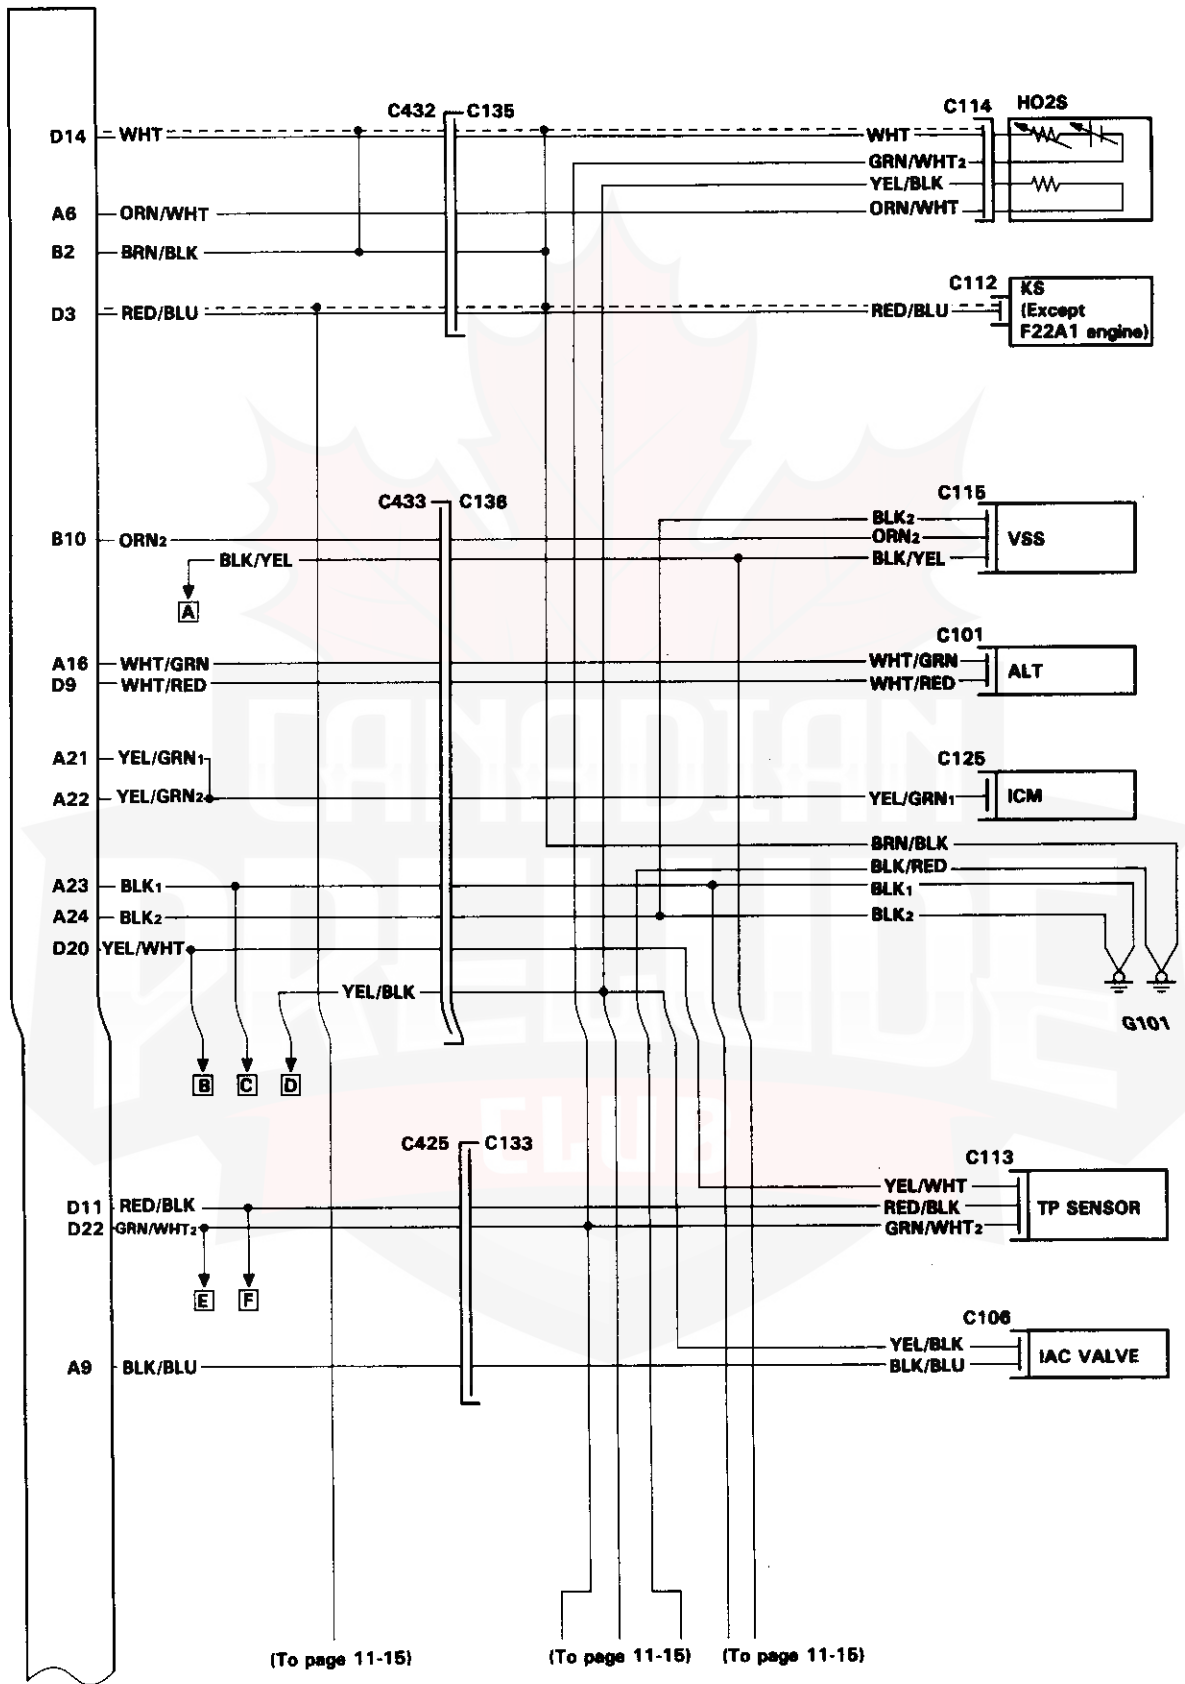 C432 C135
C114 HO2S
D14 WHT WHT
GRN/WHT2
YEL/BLK
A6 ORN/WHT ORN/WHT
B2 BRN/BLK
C112 KS
D3 RED/BLU RED/BLU (Except
F22A1 engine)
C433 C136
C115
BLK2
B10 ORN2 ORN2 VSS
BLK/YEL BLK/YEL
A
C101
A16 WHT/GRN WHT/GRN
ALT
D9 WHT/RED WHT/RED
A21 YEL/GRN1 C125
A22 YEL/GRN2 YEL/GRN1 ICM
BRN/BLK
BLK/RED
A23 BLK1 BLK1
A24 BLK2 BLK2
D20 YEL/WHT
YEL/BLK
G101
B C D
CANADIAN
PRELUDE
CLUB
C425 C133
C113
YEL/WHT
D11 RED/BLK RED/BLK TP SENSOR
D22 GRN/WHT2 GRN/WHT2
E F
C106
YEL/BLK
IAC VALVE
A9 BLK/BLU BLK/BLU
(To page 11-15) (To page 11-15) (To page 11-15)